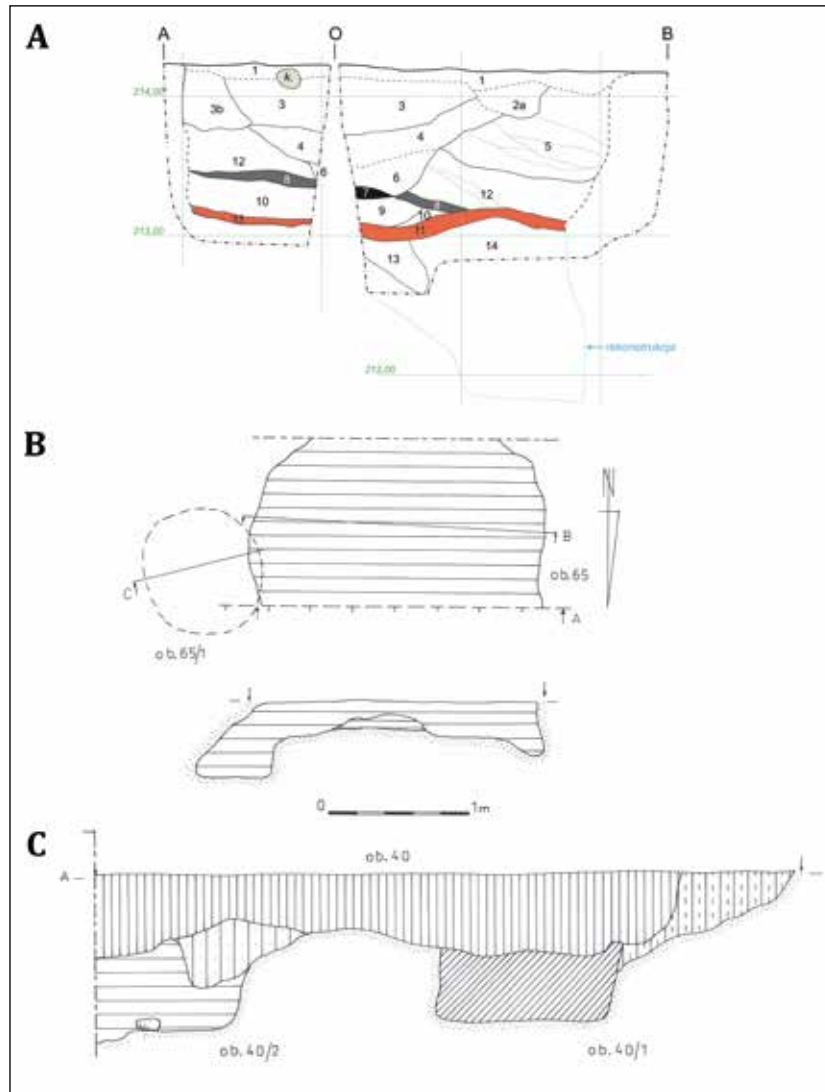 A
A O B
1 k. 1
214,00
3b 3 3 2a
4 4 5
12 6 6 12
8 7 8
10 9 10
11 11
213,00
13 14
rekonstrukcja
212,00
B
N
B
ob.65
C
A
ob.65/1
0 1m
C
ob.40
A
ob.40/2 ob.40/1